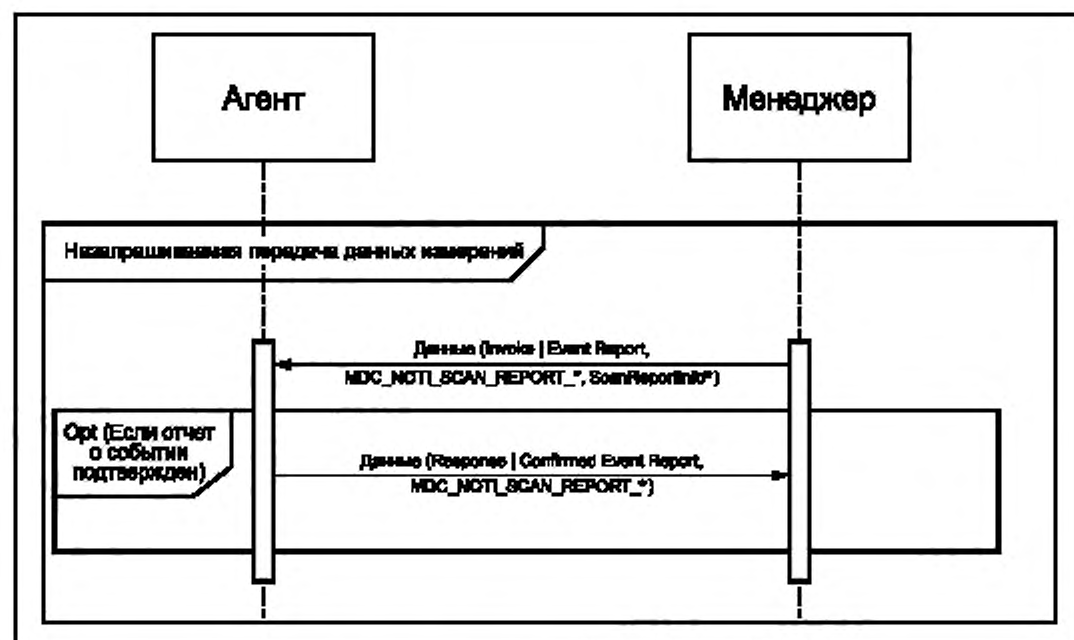 Агент
Менеджер
Незапрашиваемая передача данных измерений
Данные (Invoke | Event Report,
MDC_NOTI_SCAN_REPORT_*, ScanReportInfo*)
Opt (Если отчет
о событии
подтвержден)
Данные (Response | Confirmed Event Report,
MDC_NOTI_SCAN_REPORT_*)